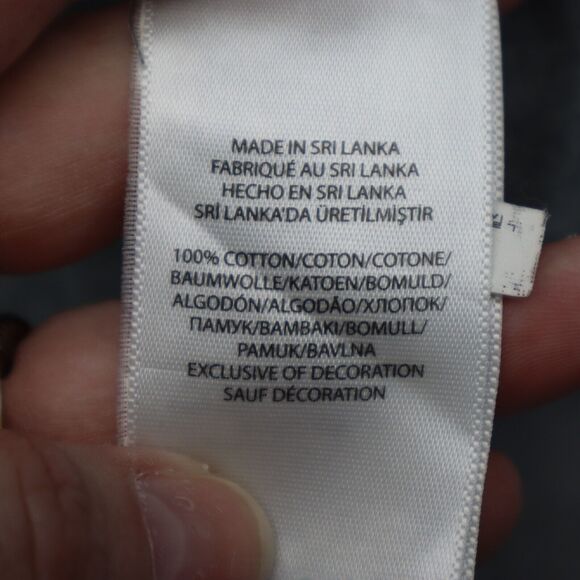 MADE IN SRI LANKA
FABRIQUÉ AU SRI LANKA
HECHO EN SRI LANKA
SRİ LANKA'DA ÜRETİLMİŞTİR
100% COTTON/COTON/COTONE/
BAUMWOLLE/KATOEN/BOMULD/
ALGODÓN/ALGODÃO/ХЛОПОК/
ПАМУК/BAMBAKI/BOMULL/
PAMUK/BAVLNA
EXCLUSIVE OF DECORATION
SAUF DÉCORATION